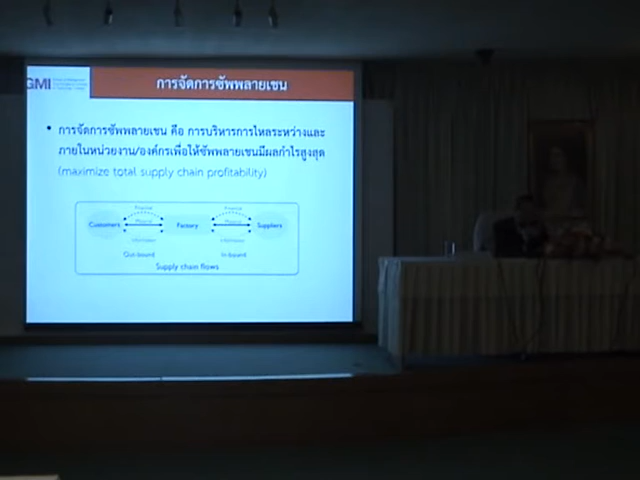 GMI
การจัดการซัพพลายเชน
• การจัดการซัพพลายเชน คือ การบริหารการไหลระหว่างและ
ภายในหน่วยงาน/องค์กรเพื่อให้ซัพพลายเชนมีผลกำไรสูงสุด
(maximize total supply chain profitability)
Financial Financial
Customers Physical Factory Physical Suppliers
Information Information
Out-bound In-bound
Supply chain flows